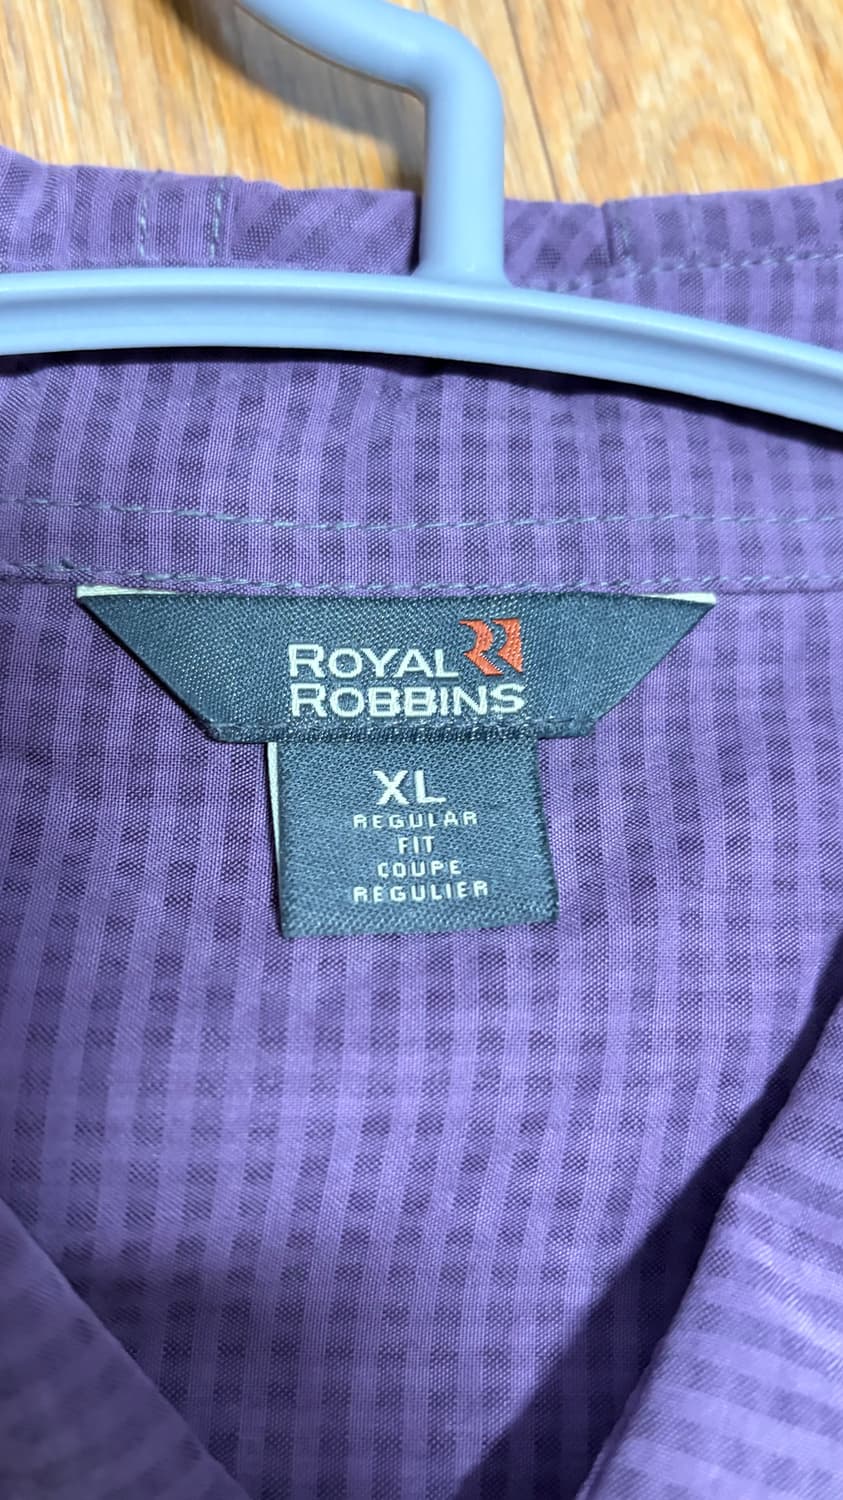 ROYAL
ROBBINS
XL
REGULAR
FIT
COUPE
REGULIER